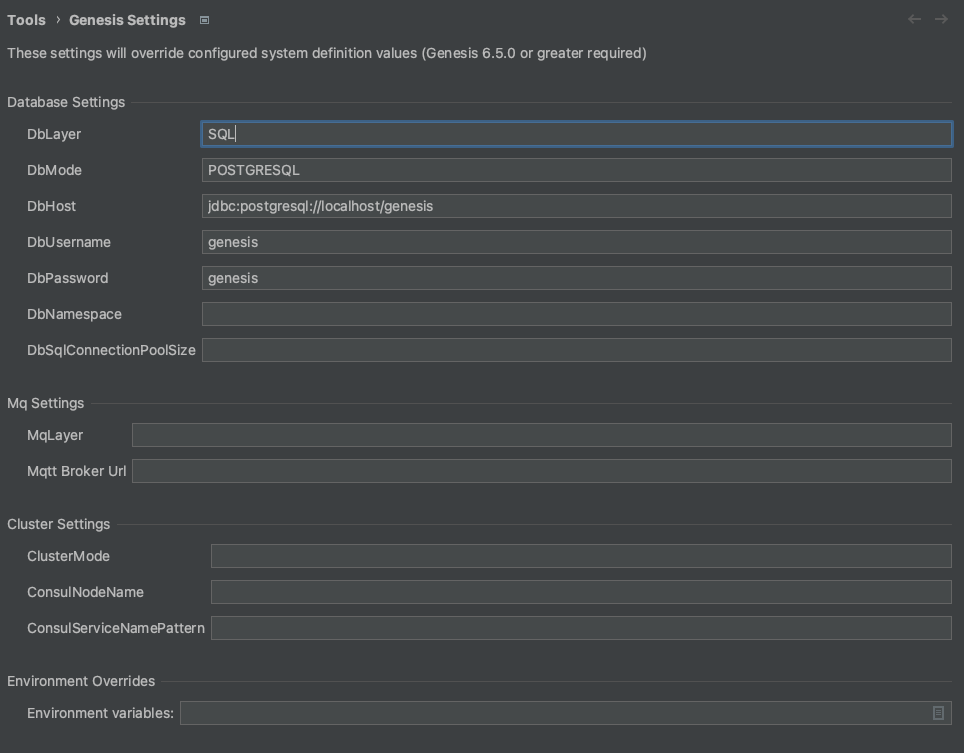 Tools › Genesis Settings
These settings will override configured system definition values (Genesis 6.5.0 or greater required)
Database Settings
DbLayer SQL
DbMode POSTGRESQL
DbHost jdbc:postgresql://localhost/genesis
DbUsername genesis
DbPassword genesis
DbNamespace
DbSqlConnectionPoolSize
Mq Settings
MqLayer
Mqtt Broker Url
Cluster Settings
ClusterMode
ConsulNodeName
ConsulServiceNamePattern
Environment Overrides
Environment variables: